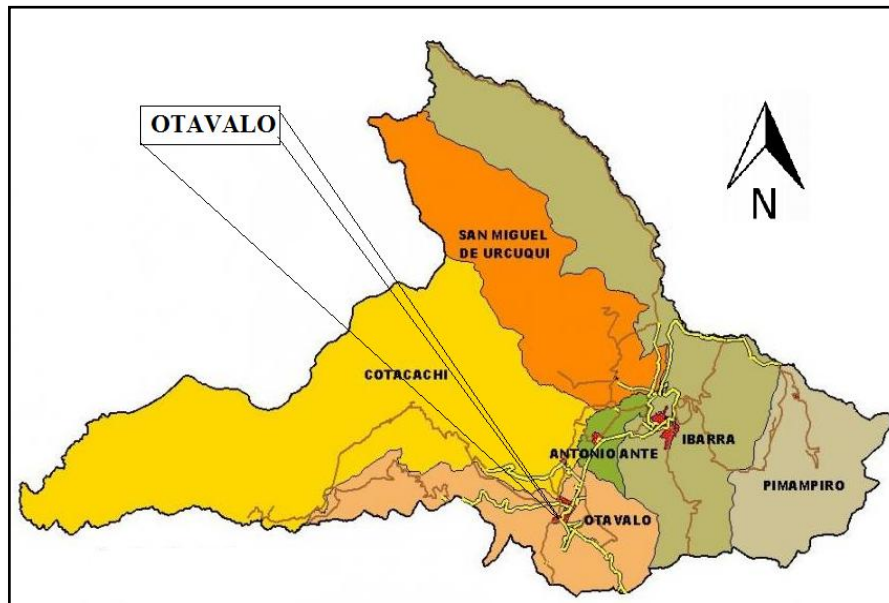 OTAVALO
N
SAN MIGUEL
DE URCUQUI
COTACACHI
ANTONIO ANTE
IBARRA
PIMAMPIRO
OTAVALO